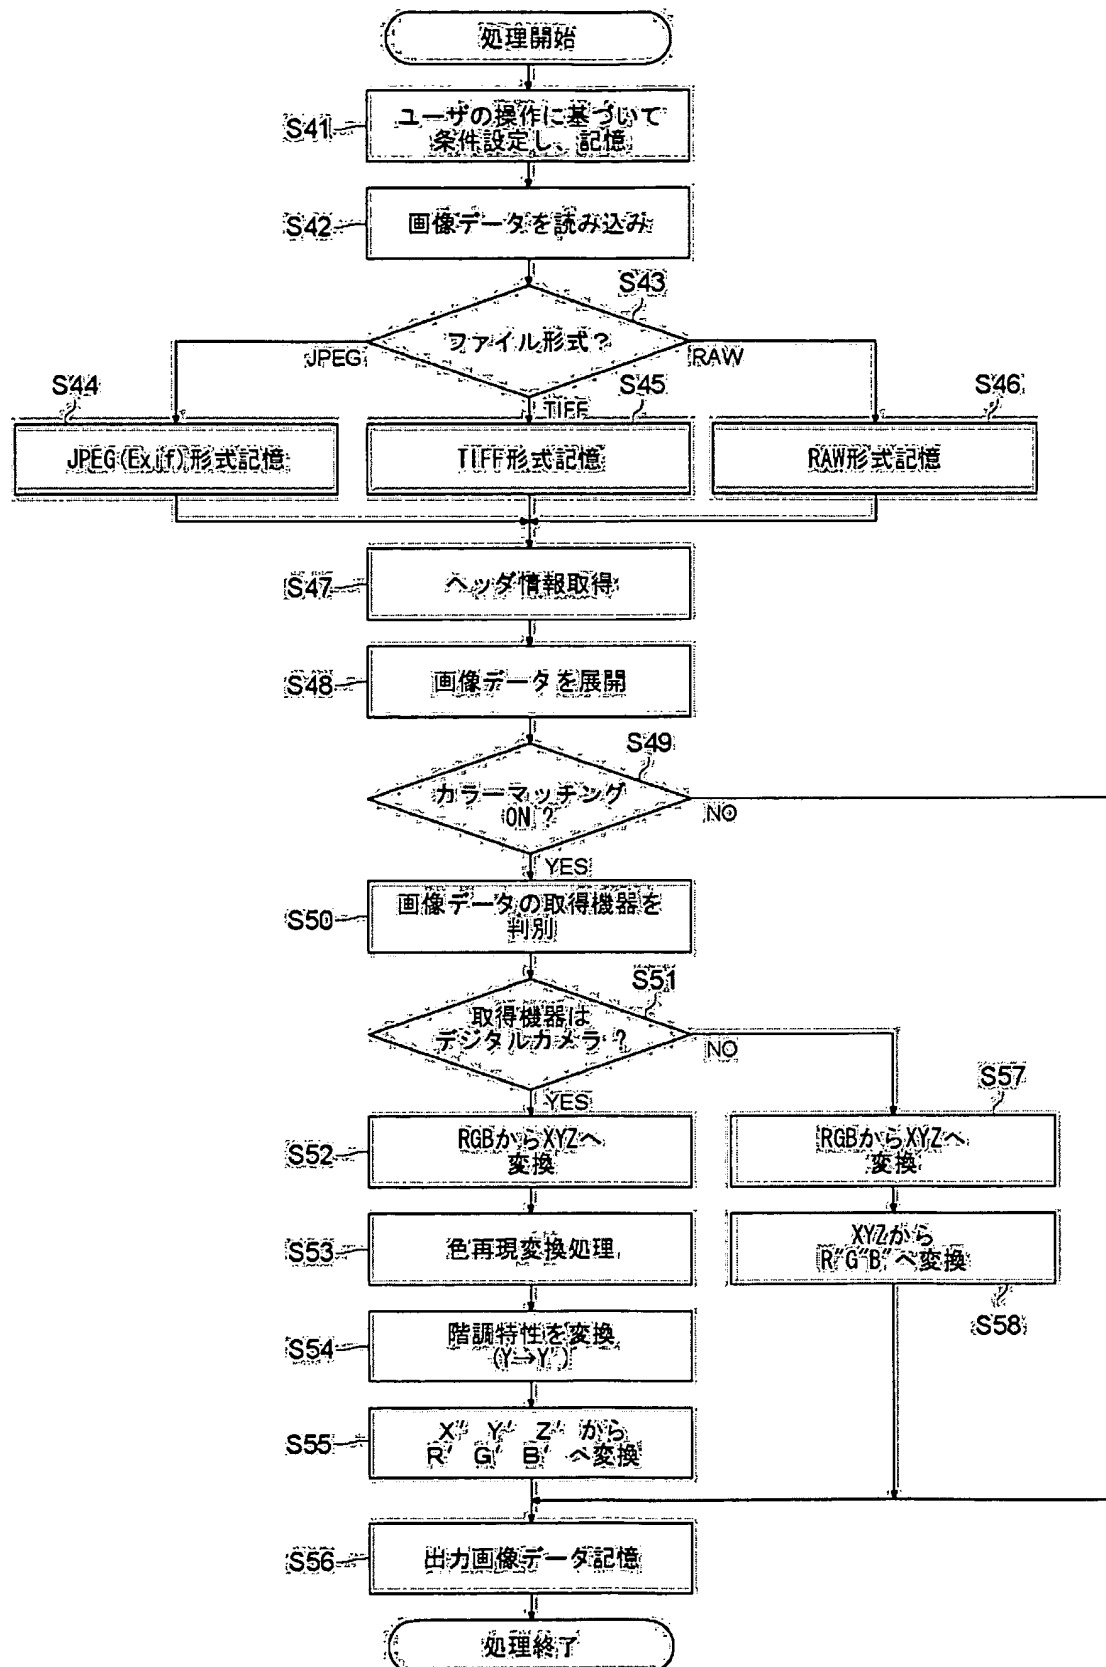 処理開始
S41
ユーザの操作に基づいて
条件設定し、記憶
S42
画像データを読み込み
S43
ファイル形式?
JPEG
TIFF
RAW
S44
JPEG(Exif)形式記憶
S45
TIFF形式記憶
S46
RAW形式記憶
S47
ヘッダ情報取得
S48
画像データを展開
S49
カラーマッチング
ON ?
NO
YES
S50
画像データの取得機器を
判別
S51
取得機器は
デジタルカメラ ?
NO
YES
S52
RGBからXYZへ
変換
S57
RGBからXYZへ
変換
S53
色再現変換処理
XYZから
R"G"B"へ変換
S58
S54
階調特性を変換
(Y→Y')
S55
X' Y' Z' から
R' G' B' へ変換
S56
出力画像データ記憶
処理終了